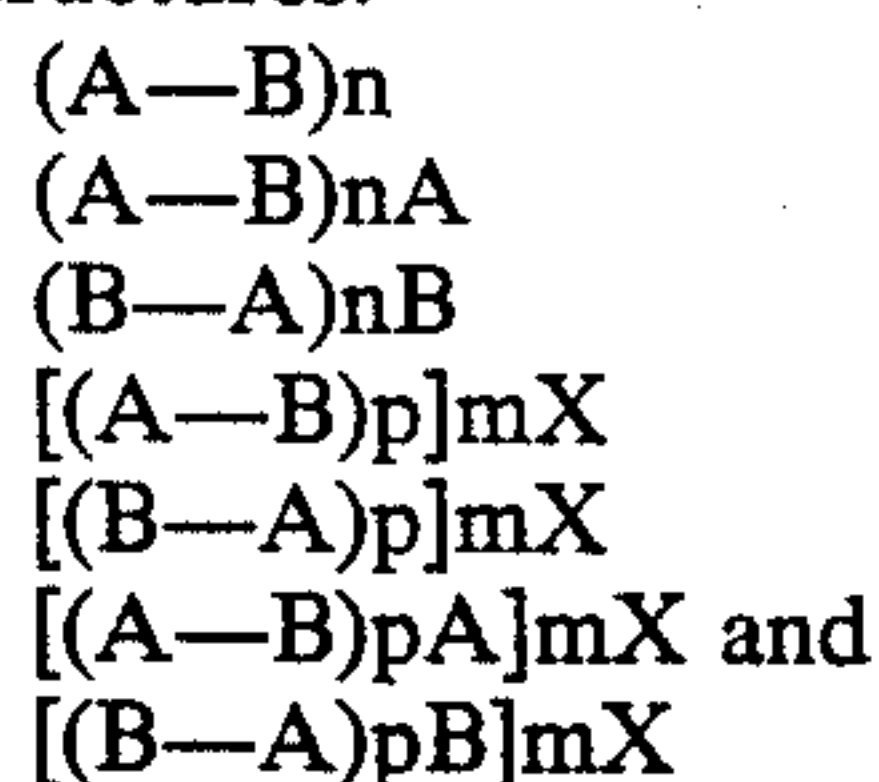 (A—B)n
(A—B)nA
(B—A)nB
[(A—B)p]mX
[(B—A)p]mX
[(A—B)pA]mX and
[(B—A)pB]mX